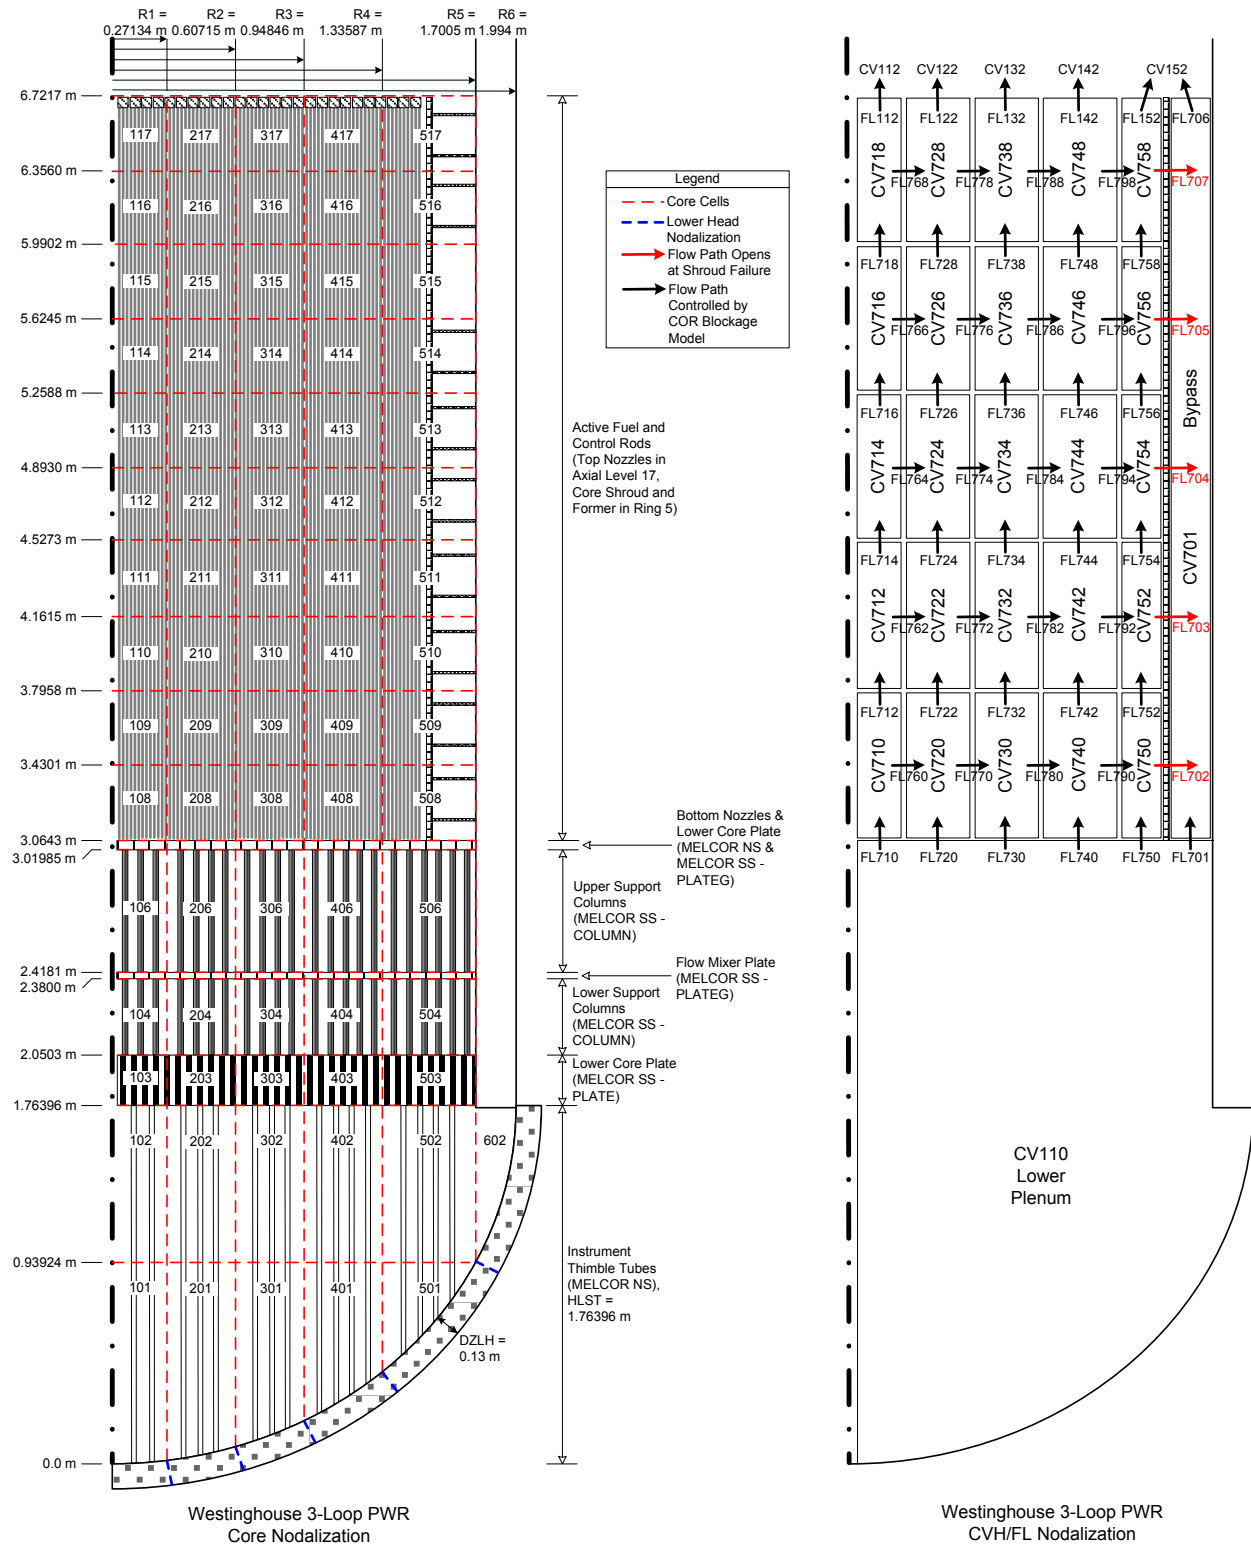 R1 =
0.27134 m
R2 =
0.60715 m
R3 =
0.94846 m
R4 =
1.33587 m
R5 =
1.7005 m
R6 =
1.994 m
6.7217 m
6.3560 m
5.9902 m
5.6245 m
5.2588 m
4.8930 m
4.5273 m
4.1615 m
3.7958 m
3.4301 m
3.0643 m
3.01985 m
2.4181 m
2.3800 m
2.0503 m
1.76396 m
0.93924 m
0.0 m
117 217 317 417 517
116 216 316 416 516
115 215 315 415 515
114 214 314 414 514
113 213 313 413 513
112 212 312 412 512
111 211 311 411 511
110 210 310 410 510
109 209 309 409 509
108 208 308 408 508
106 206 306 406 506
104 204 304 404 504
103 203 303 403 503
102 202 302 402 502 602
101 201 301 401 501
Active Fuel and
Control Rods
(Top Nozzles in
Axial Level 17,
Core Shroud and
Former in Ring 5)
Bottom Nozzles &
Lower Core Plate
(MELCOR NS &
MELCOR SS -
PLATEG)
Upper Support
Columns
(MELCOR SS -
COLUMN)
Flow Mixer Plate
(MELCOR SS -
PLATEG)
Lower Support
Columns
(MELCOR SS -
COLUMN)
Lower Core Plate
(MELCOR SS -
PLATE)
Instrument
Thimble Tubes
(MELCOR NS),
HLST =
1.76396 m
DZLH =
0.13 m
Westinghouse 3-Loop PWR
Core Nodalization
Legend
Core Cells
Lower Head
Nodalization
Flow Path Opens
at Shroud Failure
Flow Path
Controlled by
COR Blockage
Model
CV112 CV122 CV132 CV142 CV152
FL112 FL122 FL132 FL142 FL152 FL706
CV718 CV728 CV738 CV748 CV758
FL768 FL778 FL788 FL798 FL707
FL718 FL728 FL738 FL748 FL758
CV716 CV726 CV736 CV746 CV756
FL766 FL776 FL786 FL796 FL705
FL716 FL726 FL736 FL746 FL756
Bypass
CV714 CV724 CV734 CV744 CV754
FL764 FL774 FL784 FL794 FL704
FL714 FL724 FL734 FL744 FL754
CV701
CV712 CV722 CV732 CV742 CV752
FL762 FL772 FL782 FL792 FL703
FL712 FL722 FL732 FL742 FL752
CV710 CV720 CV730 CV740 CV750
FL760 FL770 FL780 FL790 FL702
FL710 FL720 FL730 FL740 FL750 FL701
CV110
Lower
Plenum
Westinghouse 3-Loop PWR
CVH/FL Nodalization